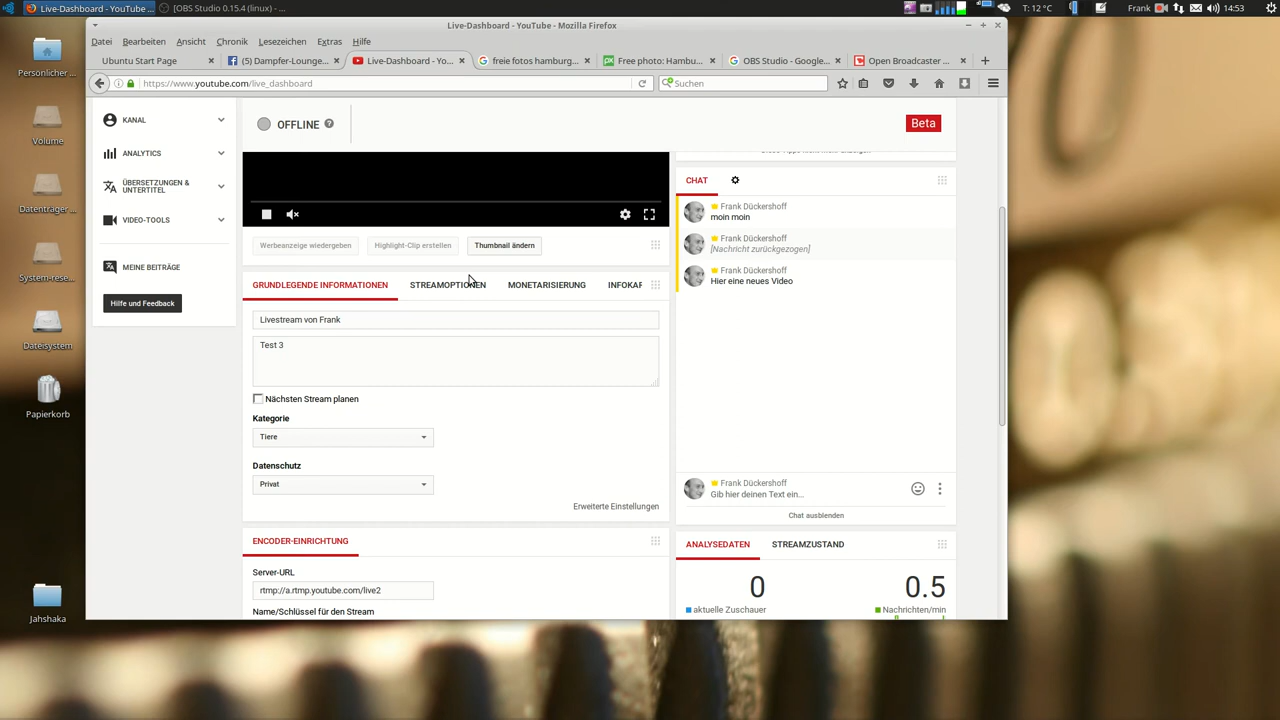 Live-Dashboard - YouTube ...
[OBS Studio 0.15.4 (linux) - ...
T: 12 °C
Frank
14:53
Live-Dashboard - YouTube - Mozilla Firefox
Datei Bearbeiten Ansicht Chronik Lesezeichen Extras Hilfe
Ubuntu Start Page
(5) Dampfer-Lounge...
Live-Dashboard - Yo...
freie fotos hamburg...
Free photo: Hambu...
OBS Studio - Google...
Open Broadcaster ...
https://www.youtube.com/live_dashboard
Suchen
Persönlicher ...
Volume
Datenträger ...
System-rese...
Dateisystem
Papierkorb
Jahshaka
KANAL
ANALYTICS
ÜBERSETZUNGEN &
UNTERTITEL
VIDEO-TOOLS
MEINE BEITRÄGE
Hilfe und Feedback
OFFLINE
Beta
Werbeanzeige wiedergeben
Highlight-Clip erstellen
Thumbnail ändern
GRUNDLEGENDE INFORMATIONEN
STREAMOPTIONEN
MONETARISIERUNG
INFOKAR
Livestream von Frank
Test 3
Nächsten Stream planen
Kategorie
Tiere
Datenschutz
Privat
Erweiterte Einstellungen
ENCODER-EINRICHTUNG
Server-URL
rtmp://a.rtmp.youtube.com/live2
Name/Schlüssel für den Stream
CHAT
Frank Dückershoff
moin moin
Frank Dückershoff
[Nachricht zurückgezogen]
Frank Dückershoff
Hier eine neues Video
Frank Dückershoff
Gib hier deinen Text ein...
Chat ausblenden
ANALYSEDATEN
STREAMZUSTAND
0
0.5
aktuelle Zuschauer
Nachrichten/min